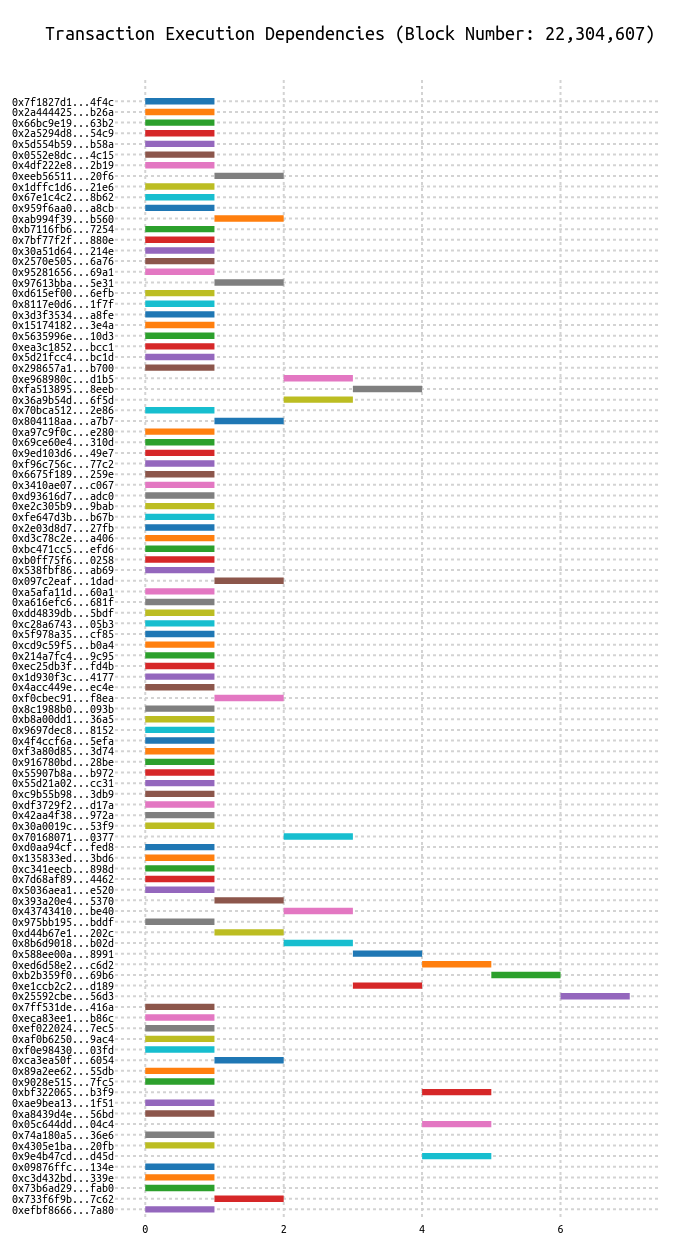 Transaction Execution Dependencies (Block Number: 22,304,607)
0x7f1827d1...4f4c
0x2a444425...b26a
0x66bc9e19...63b2
0x2a5294d8...54c9
0x5d554b59...b58a
0x0552e8dc...4c15
0x4df222e8...2b19
0xeeb56511...20f6
0x1dffc1d6...21e6
0x67e1c4c2...8b62
0x959f6aa0...a8cb
0xab994f39...b560
0xb7116fb6...7254
0x7bf77f2f...880e
0x30a51d64...214e
0x2570e505...6a76
0x95281656...69a1
0x97613bba...5e31
0xd615ef00...6efb
0x8117e0d6...1f7f
0x3d3f3534...a8fe
0x15174182...3e4a
0x5635996e...10d3
0xea3c1852...bcc1
0x5d21fcc4...bc1d
0x298657a1...b700
0xe968980c...d1b5
0xfa513895...8eeb
0x36a9b54d...6f5d
0x70bca512...2e86
0x804118aa...a7b7
0xa97c9f0c...e280
0x69ce60e4...310d
0x9ed103d6...49e7
0xf96c756c...77c2
0x6675f189...259e
0x3410ae07...c067
0xd93616d7...adc0
0xe2c305b9...9bab
0xfe647d3b...b67b
0x2e03d8d7...27fb
0xd3c78c2e...a406
0xbc471cc5...efd6
0xb0ff75f6...0258
0x538fbf86...ab69
0x097c2eaf...1dad
0xa5afa11d...60a1
0xa616efc6...681f
0xdd4839db...5bdf
0xc28a6743...05b3
0x5f978a35...cf85
0xcd9c59f5...b0a4
0x214a7fc4...9c95
0xec25db3f...fd4b
0x1d930f3c...4177
0x4acc449e...ec4e
0xf0cbec91...f8ea
0x8c1988b0...093b
0xb8a00dd1...36a5
0x9697dec8...8152
0x4f4ccf6a...5efa
0xf3a80d85...3d74
0x916780bd...28be
0x55907b8a...b972
0x55d21a02...cc31
0xc9b55b98...3db9
0xdf3729f2...d17a
0x42aa4f38...972a
0x30a0019c...53f9
0x70168071...0377
0xd0aa94cf...fed8
0x135833ed...3bd6
0xc341eecb...898d
0x7d68af89...4462
0x5036aea1...e520
0x393a20e4...5370
0x43743410...be40
0x975bb195...bddf
0xd44b67e1...202c
0x8b6d9018...b02d
0x588ee00a...8991
0xed6d58e2...c6d2
0xb2b359f0...69b6
0xe1ccb2c2...d189
0x25592cbe...56d3
0x7ff531de...416a
0xeca83ee1...b86c
0xef022024...7ec5
0xaf0b6250...9ac4
0xf0e98430...03fd
0xca3ea50f...6054
0x89a2ee62...55db
0x9028e515...7fc5
0xbf322065...b3f9
0xae9bea13...1f51
0xa8439d4e...56bd
0x05c644dd...04c4
0x74a180a5...36e6
0x4305e1ba...20fb
0x9e4b47cd...d45d
0x09876ffc...134e
0xc3d432bd...339e
0x73b6ad29...fab0
0x733f6f9b...7c62
0xefbf8666...7a80
0 2 4 6